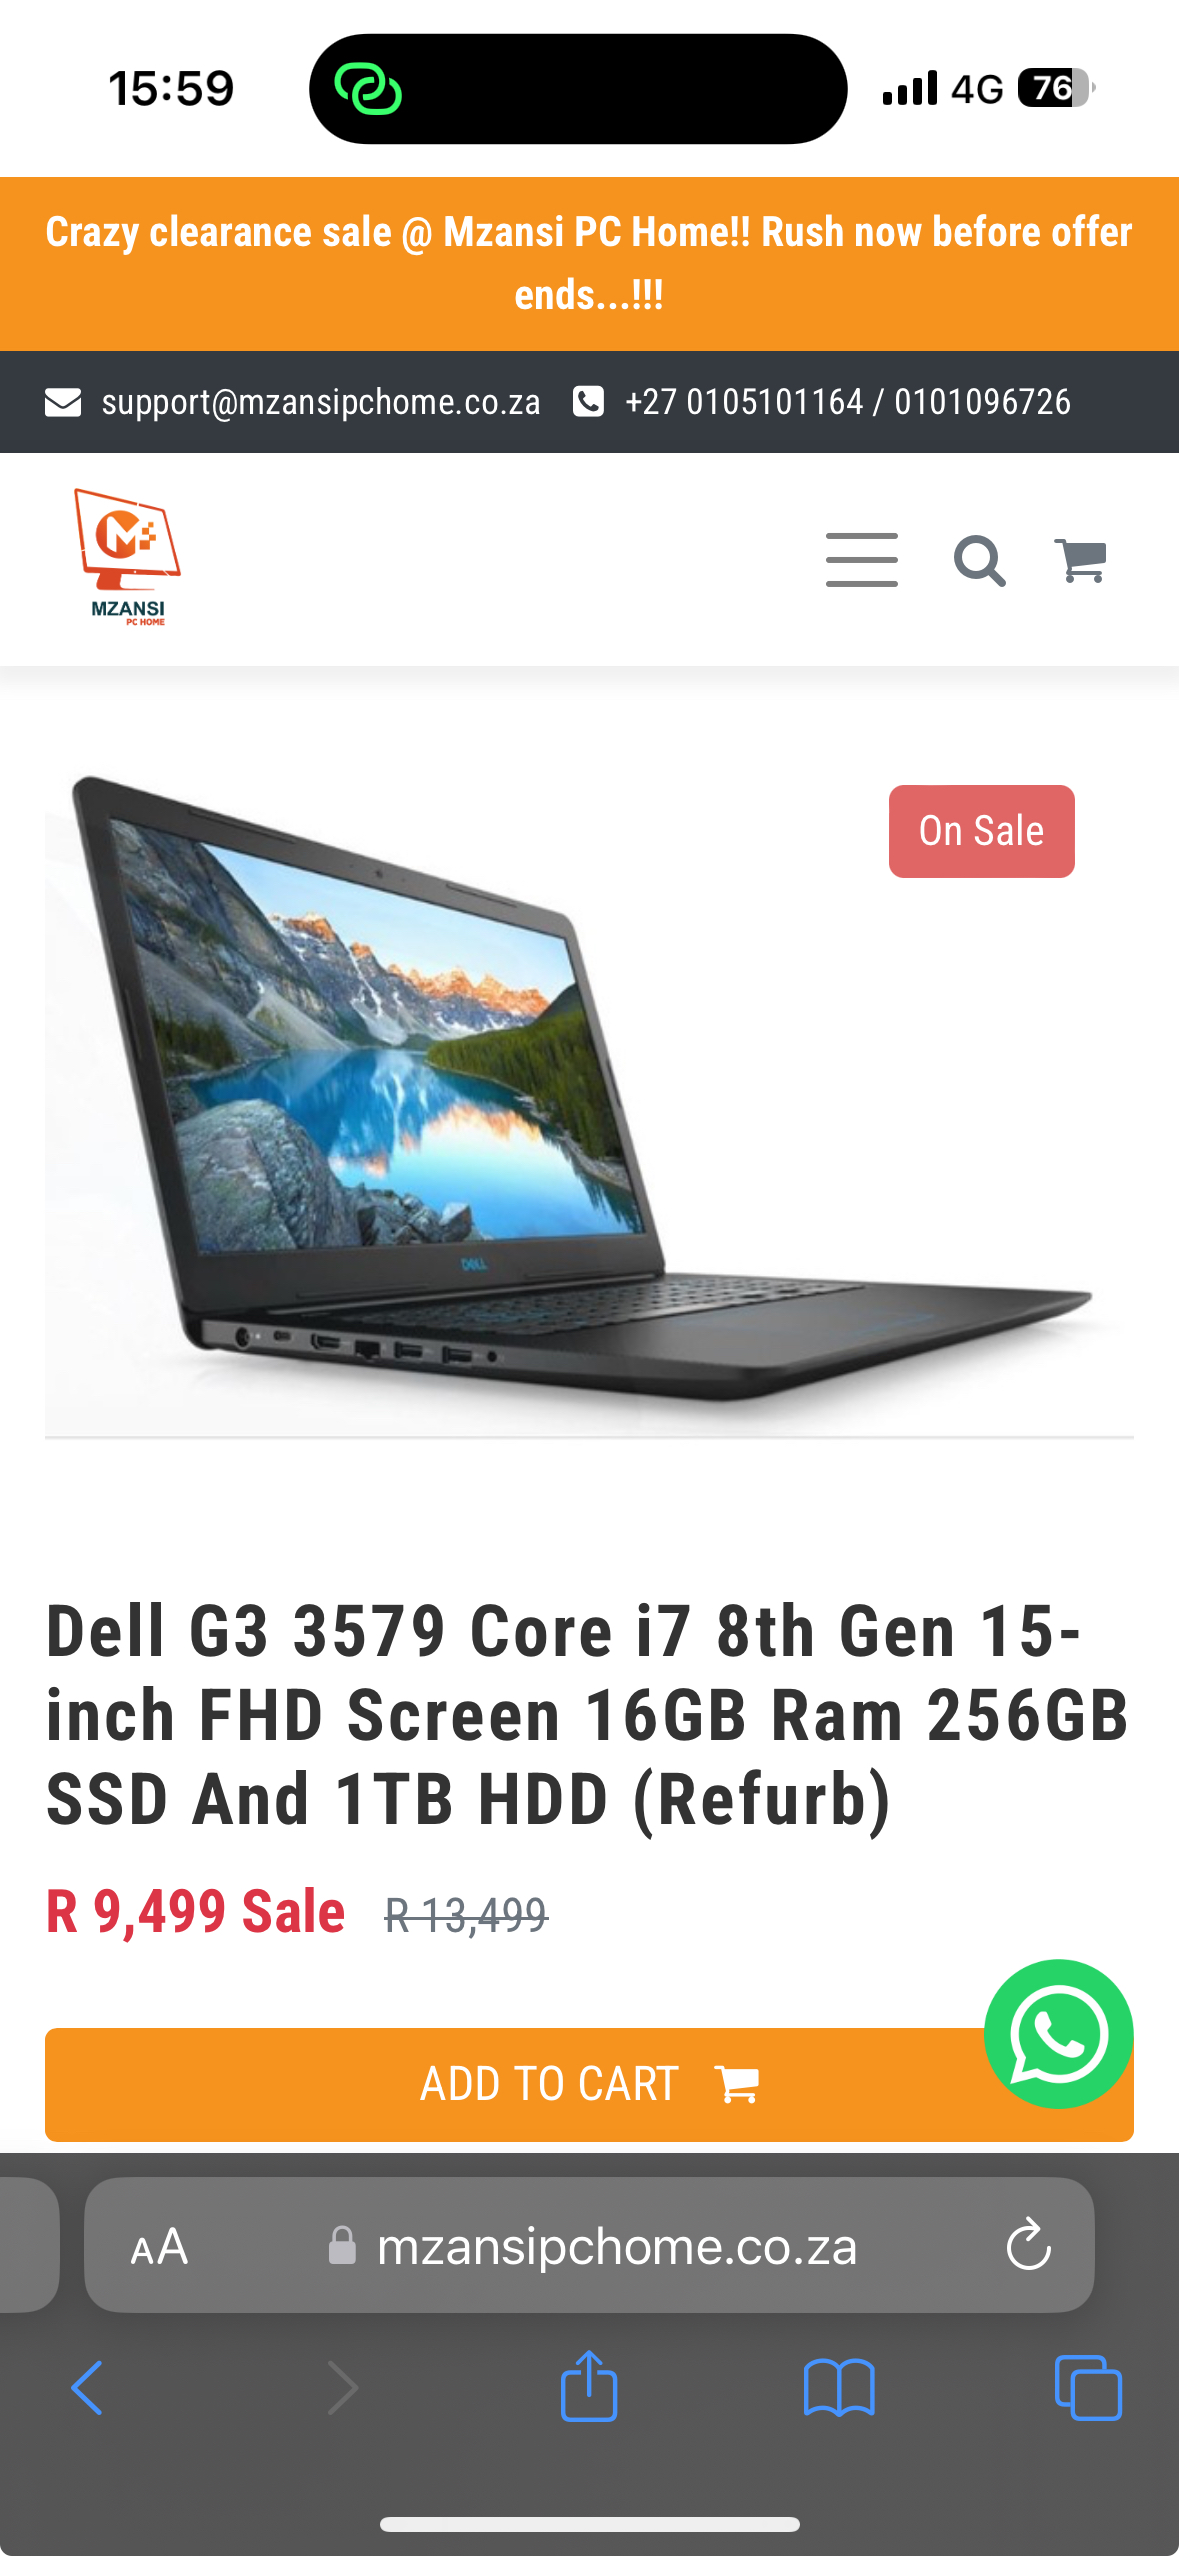 15:59
4G 76
Crazy clearance sale @ Mzansi PC Home!! Rush now before offer
ends...!!!
support@mzansipchome.co.za +27 0105101164 / 0101096726
M
MZANSI
PC HOME
On Sale
DELL
Dell G3 3579 Core i7 8th Gen 15-
inch FHD Screen 16GB Ram 256GB
SSD And 1TB HDD (Refurb)
R 9,499 Sale R 13,499
ADD TO CART
AA mzansipchome.co.za